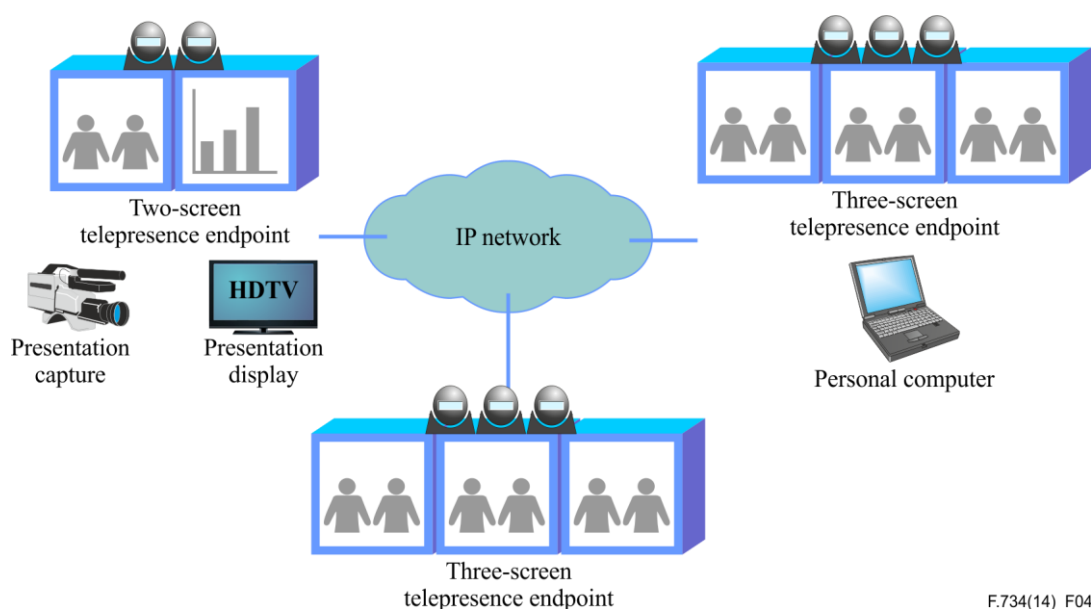 Two-screen
telepresence endpoint
Three-screen
telepresence endpoint
IP network
HDTV
Presentation
capture
Presentation
display
Personal computer
Three-screen
telepresence endpoint
F.734(14)_F04